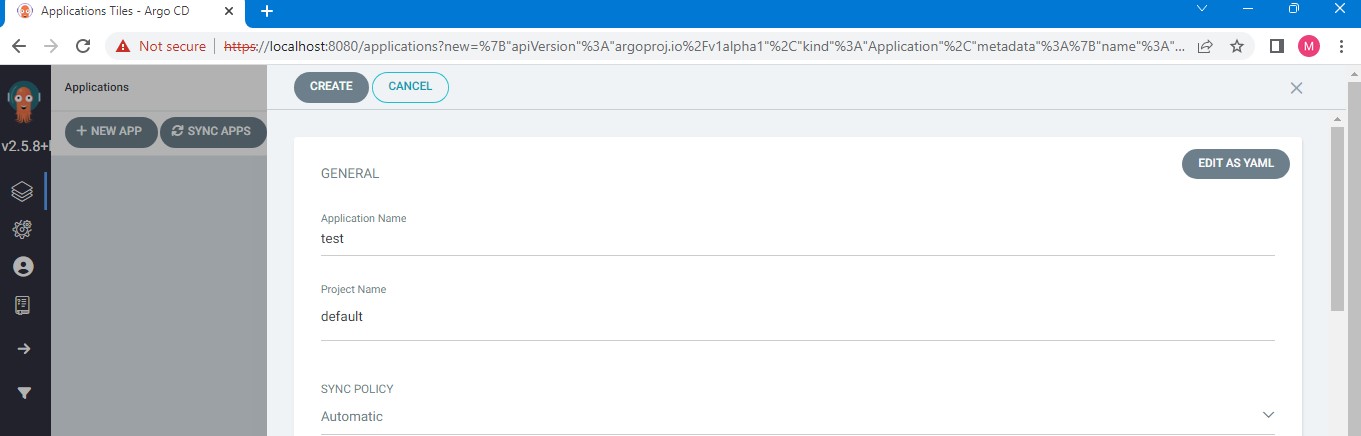 Applications Tiles - Argo CD
Not secure
https://localhost:8080/applications?new=%7B"apiVersion"%3A"argoproj.io%2Fv1alpha1"%2C"kind"%3A"Application"%2C"metadata"%3A%7B"name"%3A"...
M
v2.5.8+
Applications
NEW APP
SYNC APPS
CREATE
CANCEL
EDIT AS YAML
GENERAL
Application Name
test
Project Name
default
SYNC POLICY
Automatic